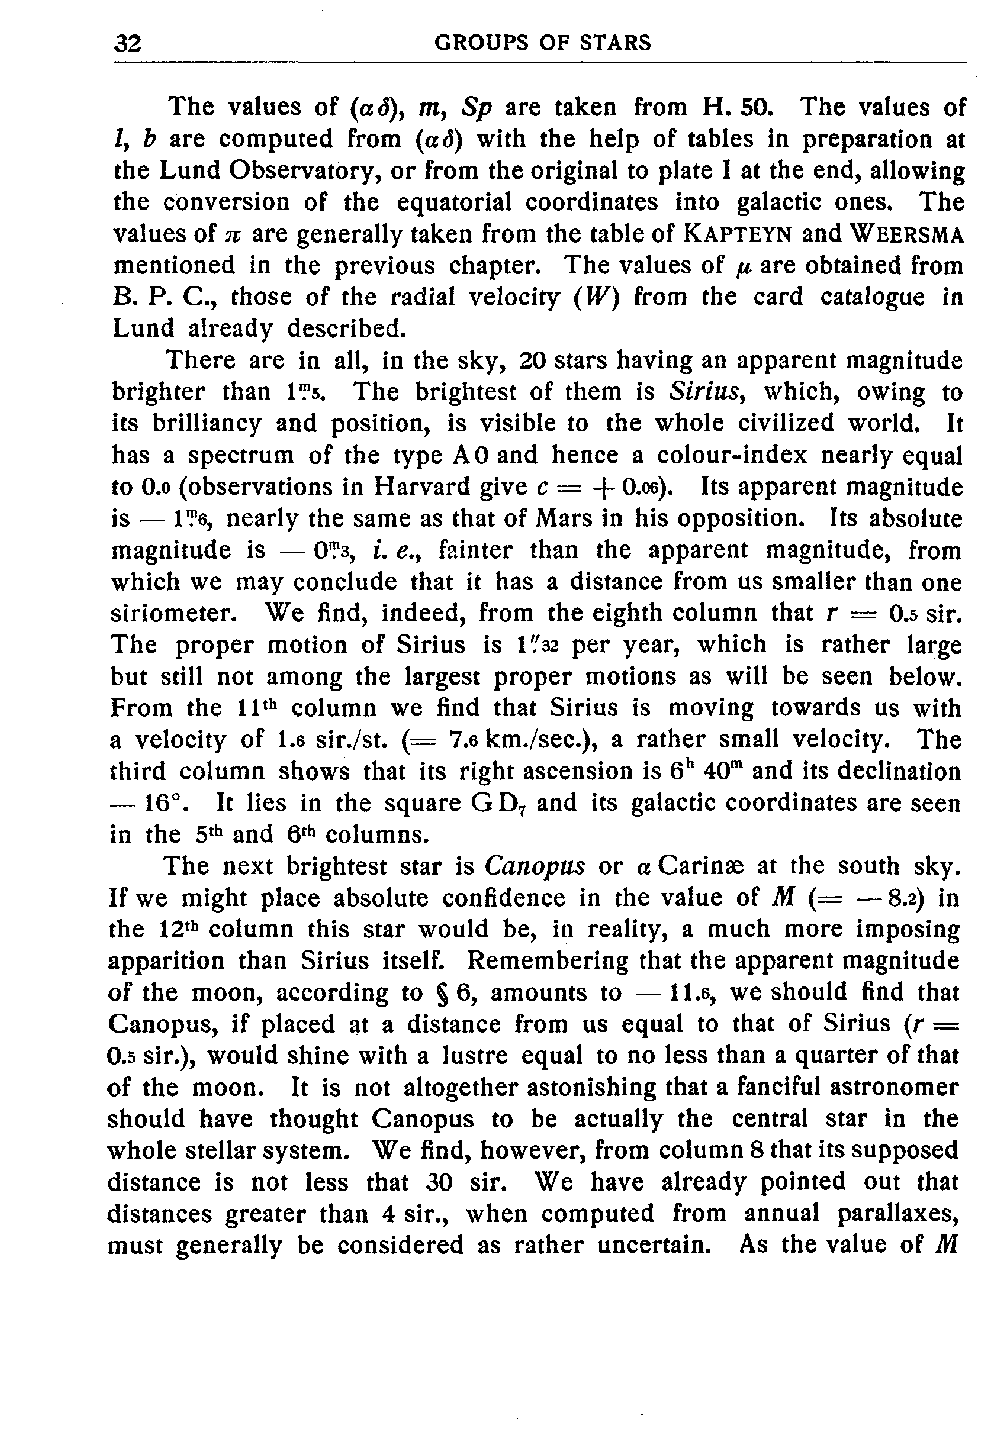 32 GROUPS OF STARS
The values of (αδ), m, Sp are taken from H. 50. The values of
l, b are computed from (αδ) with the help of tables in preparation at
the Lund Observatory, or from the original to plate I at the end, allowing
the conversion of the equatorial coordinates into galactic ones. The
values of π are generally taken from the table of KAPTEYN and WEERSMA
mentioned in the previous chapter. The values of μ are obtained from
B. P. C., those of the radial velocity (W) from the card catalogue in
Lund already described.
There are in all, in the sky, 20 stars having an apparent magnitude
brighter than 1ᵐ.5. The brightest of them is Sirius, which, owing to
its brilliancy and position, is visible to the whole civilized world. It
has a spectrum of the type A0 and hence a colour-index nearly equal
to 0.0 (observations in Harvard give c = + 0.06). Its apparent magnitude
is — 1ᵐ.6, nearly the same as that of Mars in his opposition. Its absolute
magnitude is — 0ᵐ.3, i. e., fainter than the apparent magnitude, from
which we may conclude that it has a distance from us smaller than one
siriometer. We find, indeed, from the eighth column that r = 0.5 sir.
The proper motion of Sirius is 1″.32 per year, which is rather large
but still not among the largest proper motions as will be seen below.
From the 11ᵗʰ column we find that Sirius is moving towards us with
a velocity of 1.6 sir./st. (= 7.6 km./sec.), a rather small velocity. The
third column shows that its right ascension is 6ʰ 40ᵐ and its declination
— 16°. It lies in the square GD₇ and its galactic coordinates are seen
in the 5ᵗʰ and 6ᵗʰ columns.
The next brightest star is Canopus or α Carinæ at the south sky.
If we might place absolute confidence in the value of M (= — 8.2) in
the 12ᵗʰ column this star would be, in reality, a much more imposing
apparition than Sirius itself. Remembering that the apparent magnitude
of the moon, according to § 6, amounts to — 11.6, we should find that
Canopus, if placed at a distance from us equal to that of Sirius (r =
0.5 sir.), would shine with a lustre equal to no less than a quarter of that
of the moon. It is not altogether astonishing that a fanciful astronomer
should have thought Canopus to be actually the central star in the
whole stellar system. We find, however, from column 8 that its supposed
distance is not less that 30 sir. We have already pointed out that
distances greater than 4 sir., when computed from annual parallaxes,
must generally be considered as rather uncertain. As the value of M